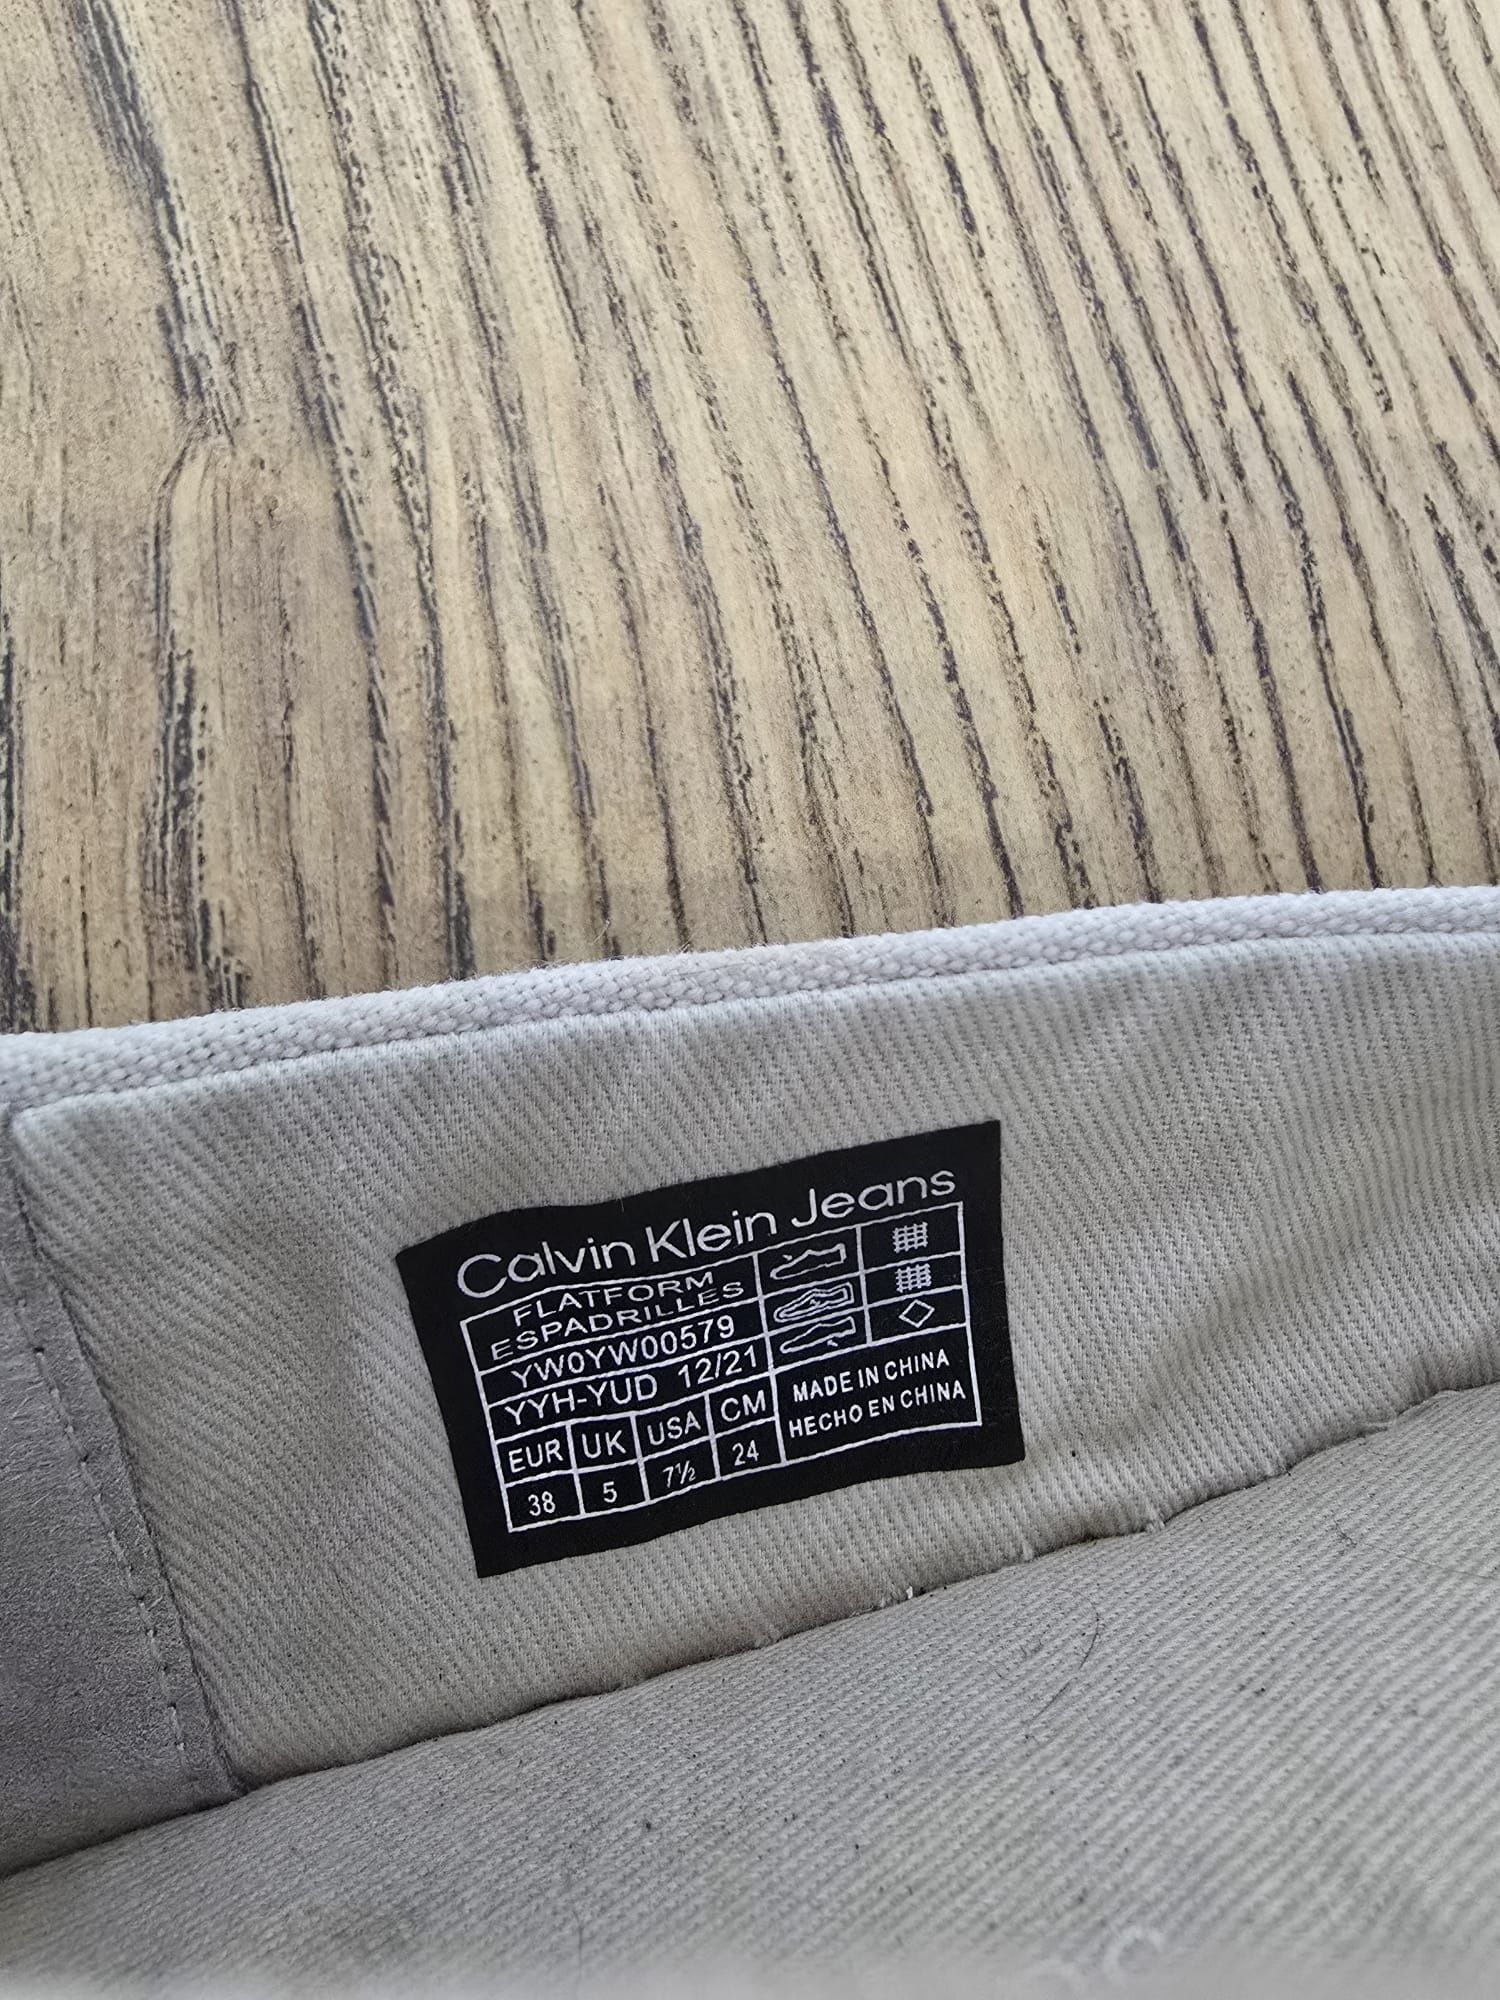 Calvin Klein Jeans
FLATFORM
ESPADRILLES
YW0YW00579
YYH-YUD 12/21
EUR UK USA CM
38 5 7½ 24
MADE IN CHINA
HECHO EN CHINA